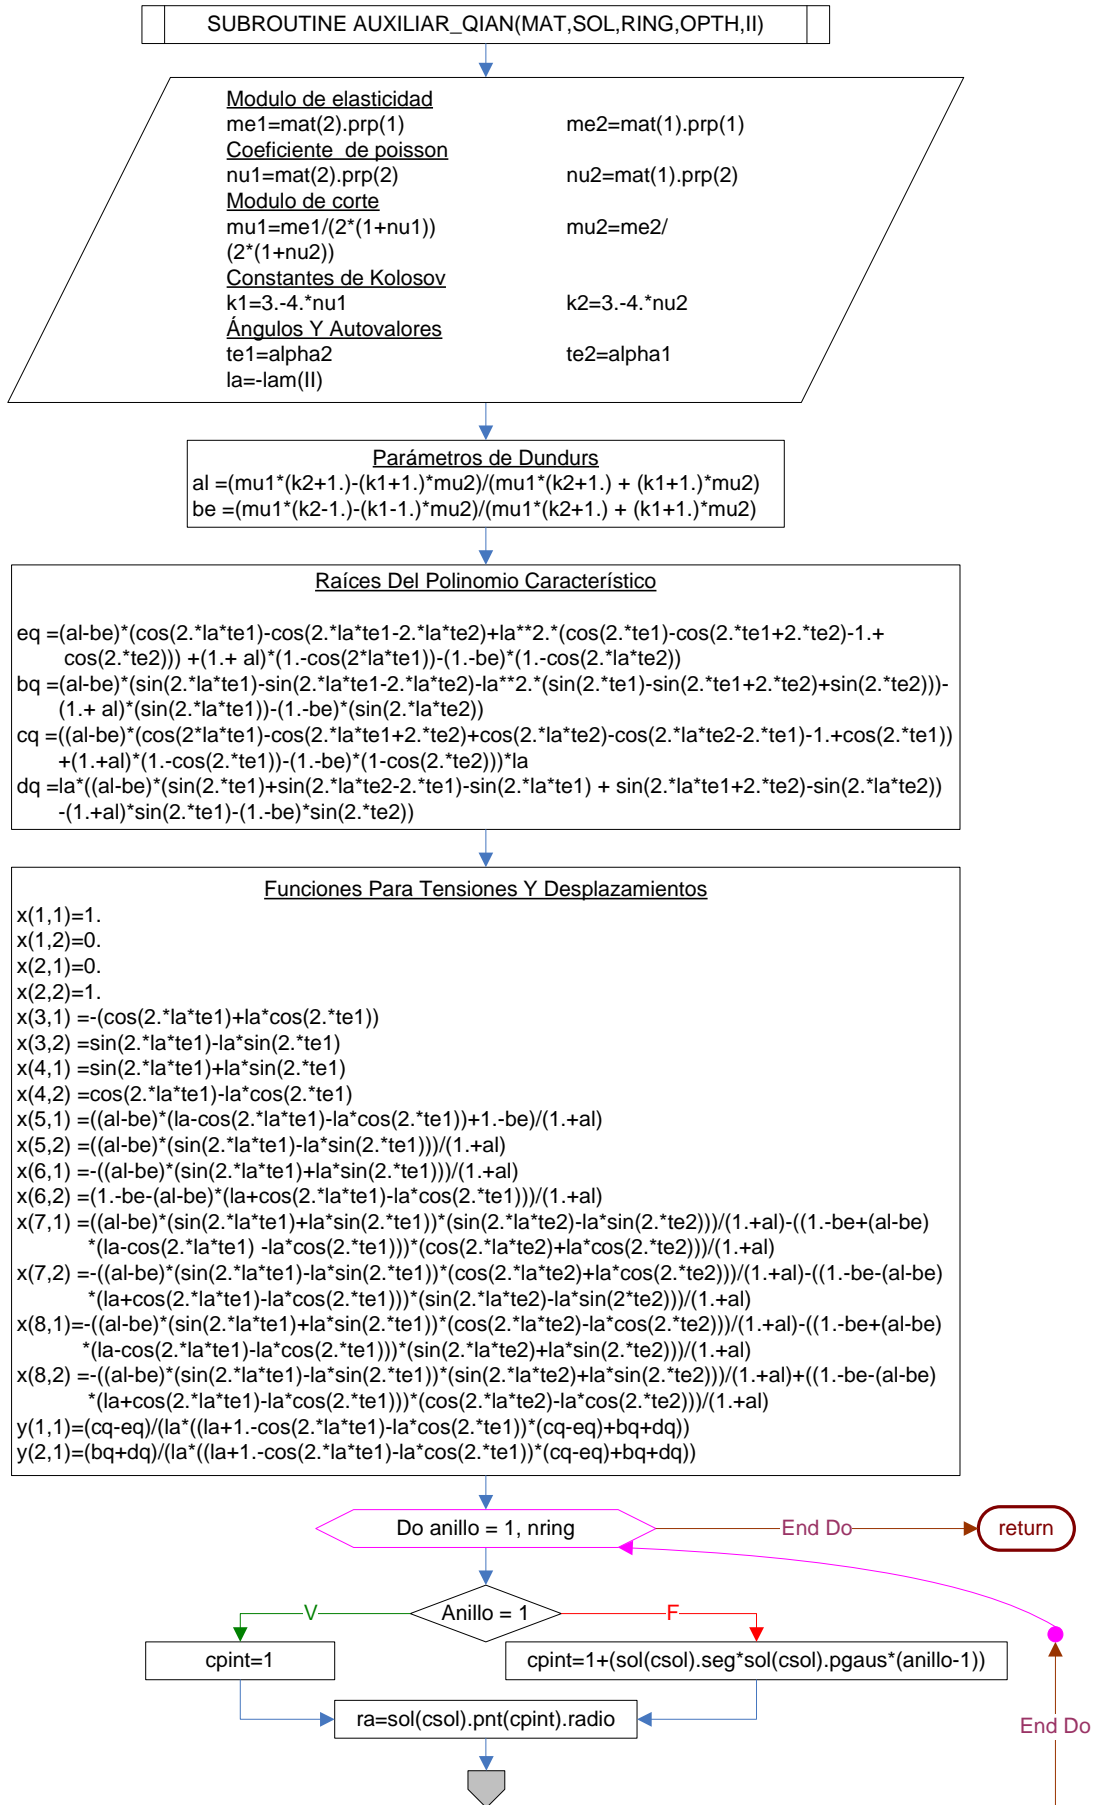 SUBROUTINE AUXILIAR_QIAN(MAT,SOL,RING,OPTH,II)
Modulo de elasticidad
me1=mat(2).prp(1) me2=mat(1).prp(1)
Coeficiente de poisson
nu1=mat(2).prp(2) nu2=mat(1).prp(2)
Modulo de corte
mu1=me1/(2*(1+nu1)) mu2=me2/
(2*(1+nu2))
Constantes de Kolosov
k1=3.-4.*nu1 k2=3.-4.*nu2
Ángulos Y Autovalores
te1=alpha2 te2=alpha1
la=-lam(II)
Parámetros de Dundurs
al =(mu1*(k2+1.)-(k1+1.)*mu2)/(mu1*(k2+1.) + (k1+1.)*mu2)
be =(mu1*(k2-1.)-(k1-1.)*mu2)/(mu1*(k2+1.) + (k1+1.)*mu2)
Raíces Del Polinomio Característico
eq =(al-be)*(cos(2.*la*te1)-cos(2.*la*te1-2.*la*te2)+la**2.*(cos(2.*te1)-cos(2.*te1+2.*te2)-1.+
cos(2.*te2))) +(1.+ al)*(1.-cos(2*la*te1))-(1.-be)*(1.-cos(2.*la*te2))
bq =(al-be)*(sin(2.*la*te1)-sin(2.*la*te1-2.*la*te2)-la**2.*(sin(2.*te1)-sin(2.*te1+2.*te2)+sin(2.*te2)))-
(1.+ al)*(sin(2.*la*te1))-(1.-be)*(sin(2.*la*te2))
cq =((al-be)*(cos(2*la*te1)-cos(2.*la*te1+2.*te2)+cos(2.*la*te2)-cos(2.*la*te2-2.*te1)-1.+cos(2.*te1))
+(1.+al)*(1.-cos(2.*te1))-(1.-be)*(1-cos(2.*te2)))*la
dq =la*((al-be)*(sin(2.*te1)+sin(2.*la*te2-2.*te1)-sin(2.*la*te1) + sin(2.*la*te1+2.*te2)-sin(2.*la*te2))
-(1.+al)*sin(2.*te1)-(1.-be)*sin(2.*te2))
Funciones Para Tensiones Y Desplazamientos
x(1,1)=1.
x(1,2)=0.
x(2,1)=0.
x(2,2)=1.
x(3,1) =-(cos(2.*la*te1)+la*cos(2.*te1))
x(3,2) =sin(2.*la*te1)-la*sin(2.*te1)
x(4,1) =sin(2.*la*te1)+la*sin(2.*te1)
x(4,2) =cos(2.*la*te1)-la*cos(2.*te1)
x(5,1) =((al-be)*(la-cos(2.*la*te1)-la*cos(2.*te1))+1.-be)/(1.+al)
x(5,2) =((al-be)*(sin(2.*la*te1)-la*sin(2.*te1)))/(1.+al)
x(6,1) =-((al-be)*(sin(2.*la*te1)+la*sin(2.*te1)))/(1.+al)
x(6,2) =(1.-be-(al-be)*(la+cos(2.*la*te1)-la*cos(2.*te1)))/(1.+al)
x(7,1) =((al-be)*(sin(2.*la*te1)+la*sin(2.*te1))*(sin(2.*la*te2)-la*sin(2.*te2)))/(1.+al)-((1.-be+(al-be)
*(la-cos(2.*la*te1) -la*cos(2.*te1)))*(cos(2.*la*te2)+la*cos(2.*te2)))/(1.+al)
x(7,2) =-((al-be)*(sin(2.*la*te1)-la*sin(2.*te1))*(cos(2.*la*te2)+la*cos(2.*te2)))/(1.+al)-((1.-be-(al-be)
*(la+cos(2.*la*te1)-la*cos(2.*te1)))*(sin(2.*la*te2)-la*sin(2*te2)))/(1.+al)
x(8,1)=-((al-be)*(sin(2.*la*te1)+la*sin(2.*te1))*(cos(2.*la*te2)-la*cos(2.*te2)))/(1.+al)-((1.-be+(al-be)
*(la-cos(2.*la*te1)-la*cos(2.*te1)))*(sin(2.*la*te2)+la*sin(2.*te2)))/(1.+al)
x(8,2) =-((al-be)*(sin(2.*la*te1)-la*sin(2.*te1))*(sin(2.*la*te2)+la*sin(2.*te2)))/(1.+al)+((1.-be-(al-be)
*(la+cos(2.*la*te1)-la*cos(2.*te1)))*(cos(2.*la*te2)-la*cos(2.*te2)))/(1.+al)
y(1,1)=(cq-eq)/(la*((la+1.-cos(2.*la*te1)-la*cos(2.*te1))*(cq-eq)+bq+dq))
y(2,1)=(bq+dq)/(la*((la+1.-cos(2.*la*te1)-la*cos(2.*te1))*(cq-eq)+bq+dq))
Do anillo = 1, nring
End Do
return
Anillo = 1
V
F
cpint=1
cpint=1+(sol(csol).seg*sol(csol).pgaus*(anillo-1))
ra=sol(csol).pnt(cpint).radio
End Do